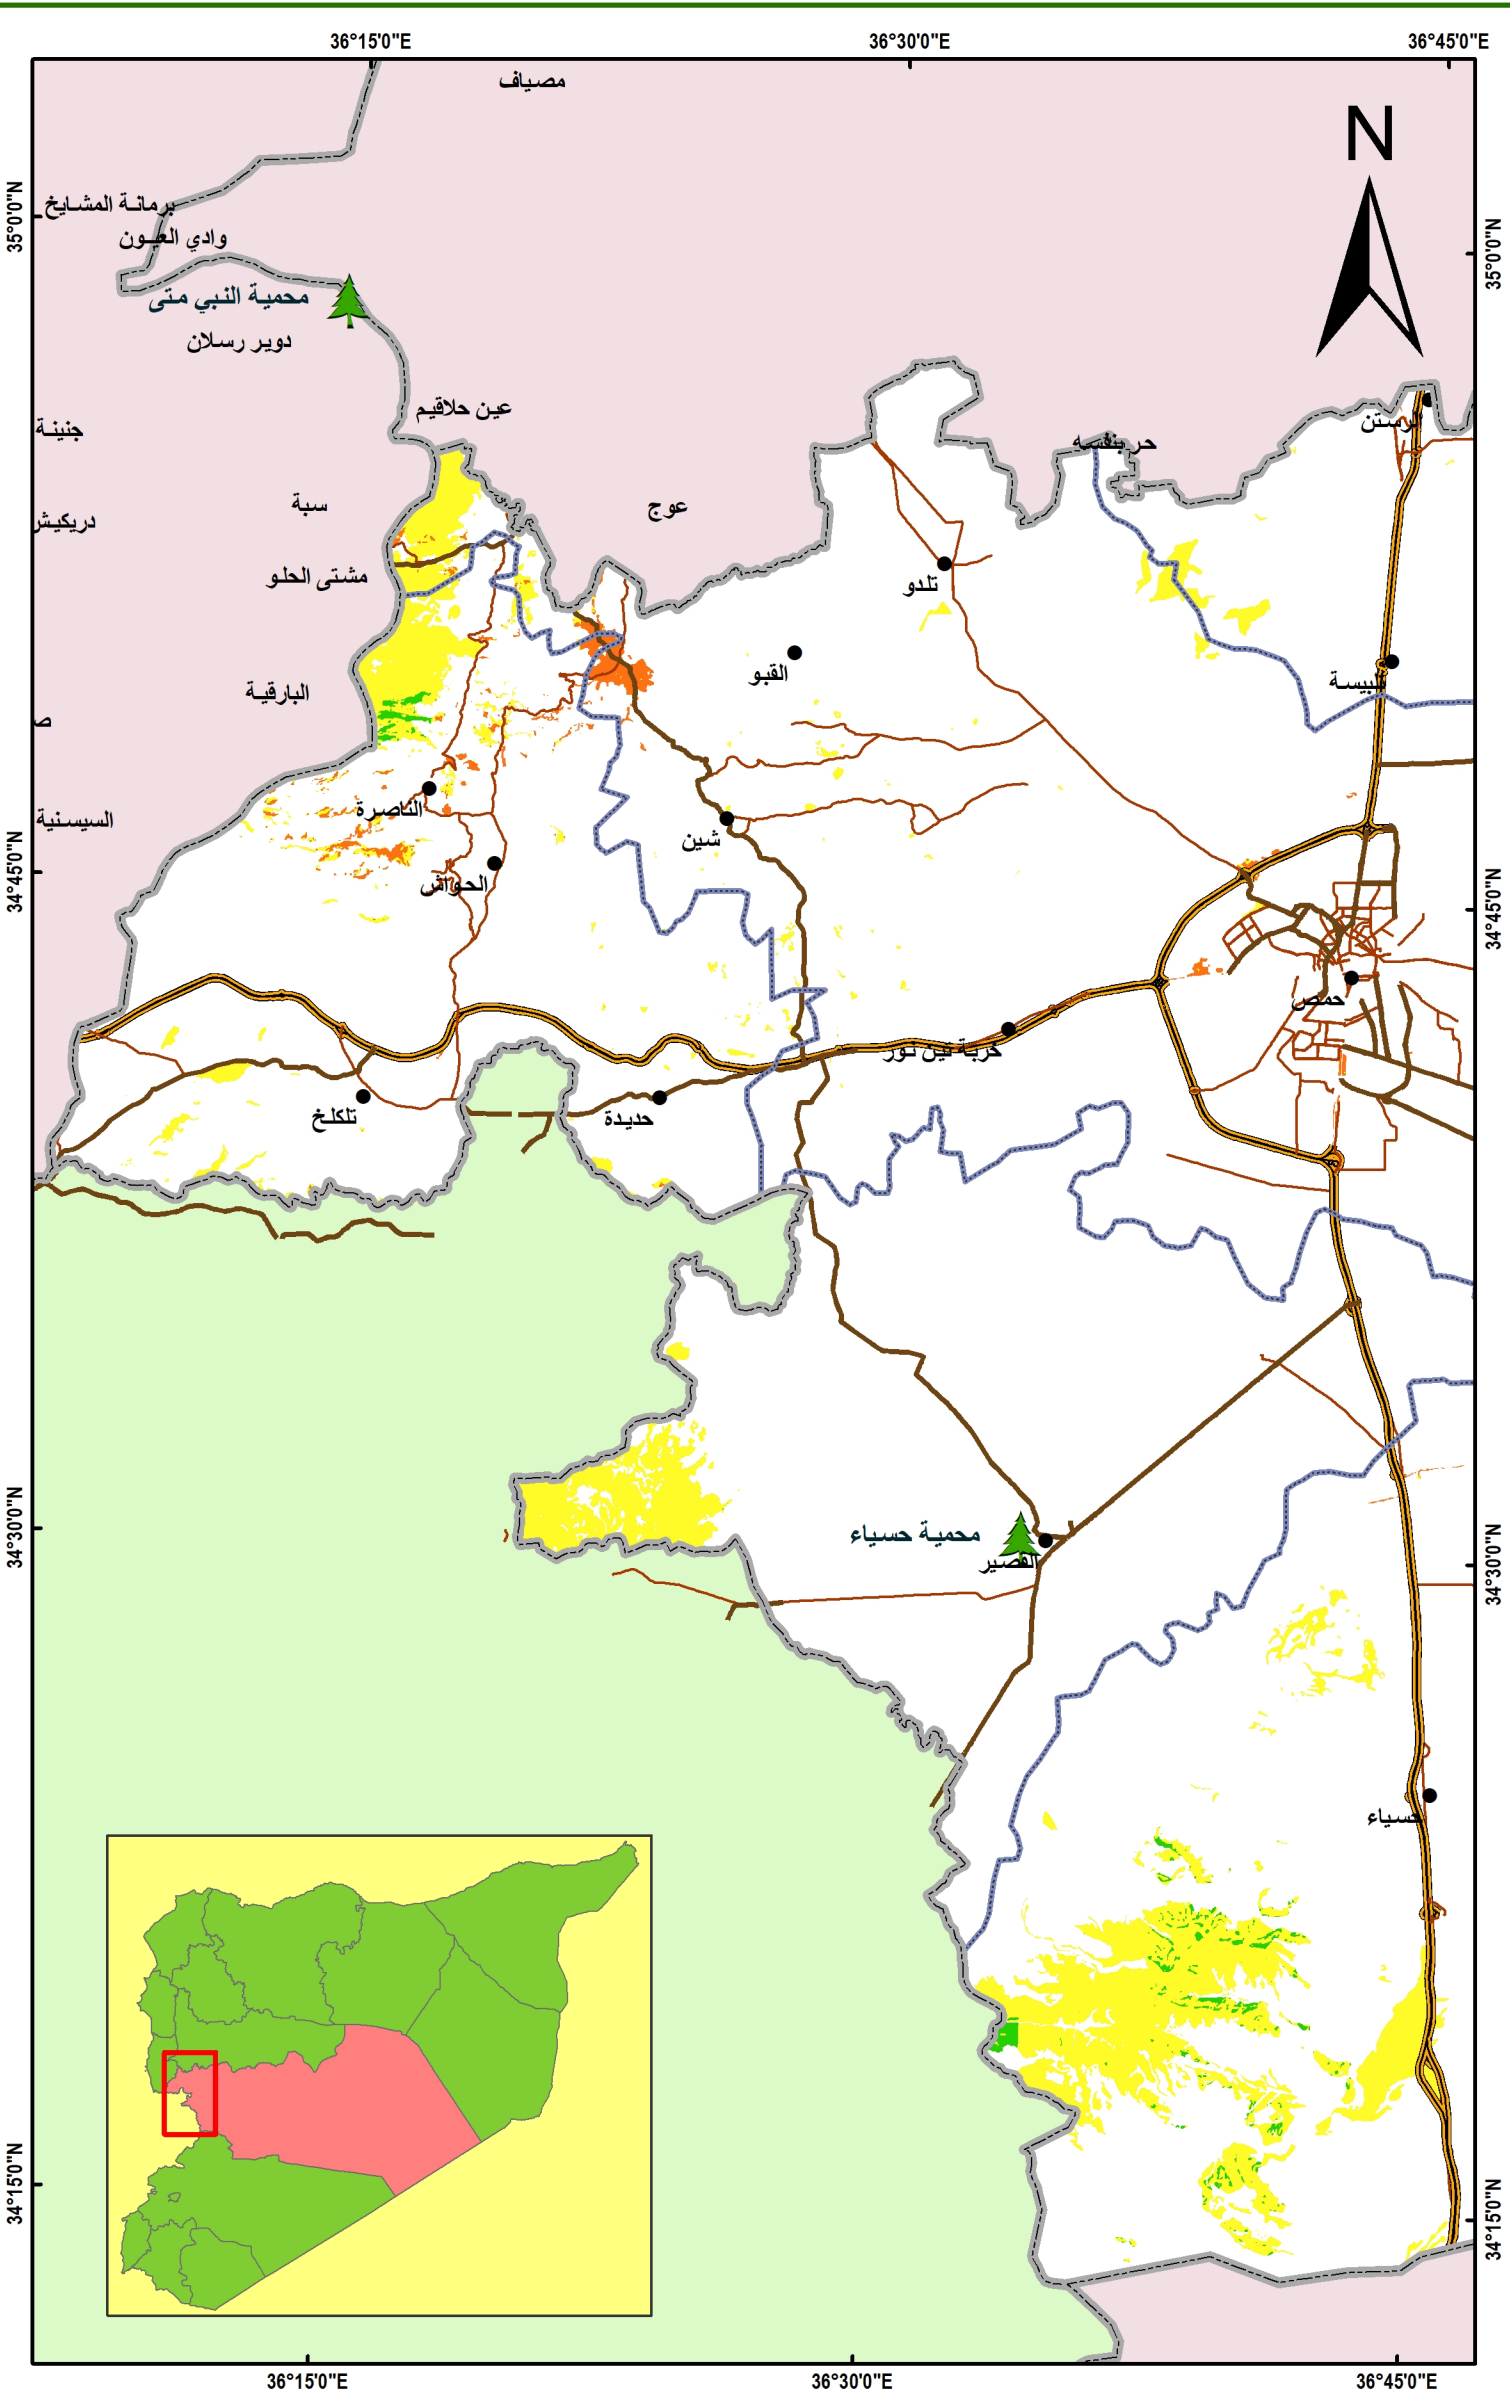 36°15'0"E
36°30'0"E
36°45'0"E
مصياف
N
35°0'0"N
برمانة المشايخ
وادي العيون
35°0'0"N
محمية النبي متى
دوير رسلان
عين حلاقيم
جنينة
الرستن
حر بنفسه
سبة
عوج
دريكيش
مشتى الحلو
تلدو
القبو
تلبيسة
البارقية
ص
الناصرة
السيسنية
شين
34°45'0"N
الحواش
34°45'0"N
حمص
خربة تين نور
تلكلخ
حديدة
34°30'0"N
محمية حسياء
القصير
34°30'0"N
حسياء
34°15'0"N
34°15'0"N
36°15'0"E
36°30'0"E
36°45'0"E